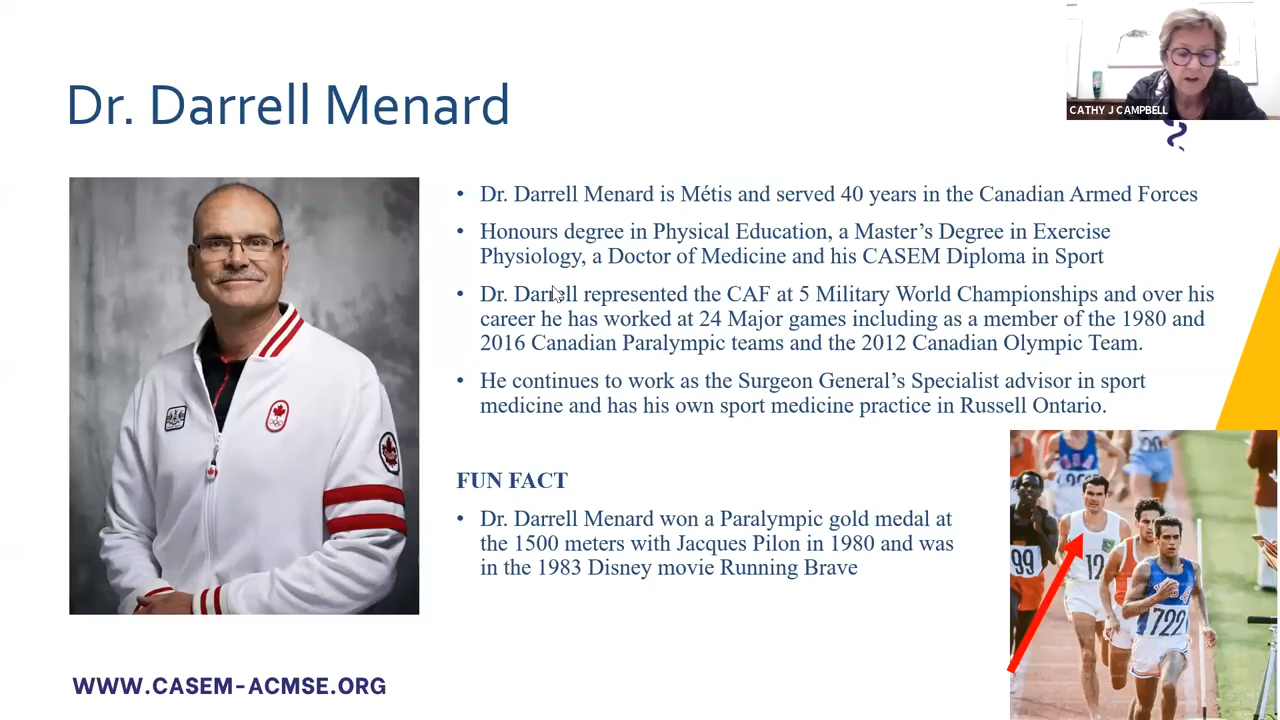 Dr. Darrell Menard
CATHY J CAMPBELL
• Dr. Darrell Menard is Métis and served 40 years in the Canadian Armed Forces
• Honours degree in Physical Education, a Master’s Degree in Exercise
Physiology, a Doctor of Medicine and his CASEM Diploma in Sport
• Dr. Darrell represented the CAF at 5 Military World Championships and over his
career he has worked at 24 Major games including as a member of the 1980 and
2016 Canadian Paralympic teams and the 2012 Canadian Olympic Team.
• He continues to work as the Surgeon General’s Specialist advisor in sport
medicine and has his own sport medicine practice in Russell Ontario.
FUN FACT
• Dr. Darrell Menard won a Paralympic gold medal at
the 1500 meters with Jacques Pilon in 1980 and was
in the 1983 Disney movie Running Brave
USA
99
12
USA
722
WWW.CASEM-ACMSE.ORG